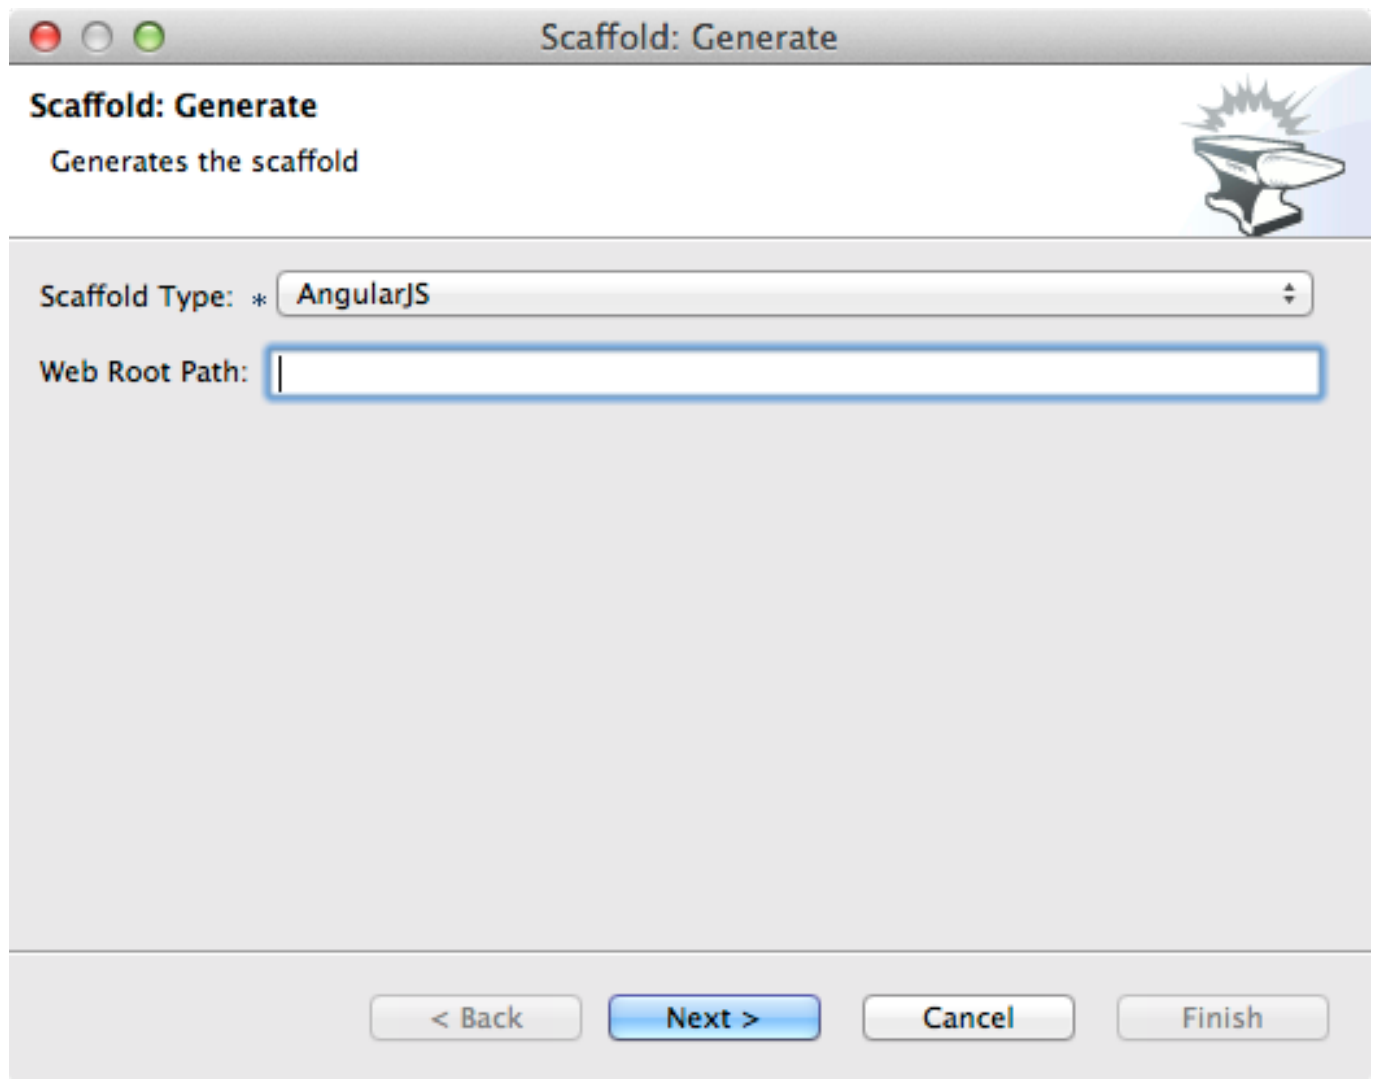 Scaffold: Generate
Scaffold: Generate
Generates the scaffold
Scaffold Type: * AngularJS
Web Root Path:
< Back Next > Cancel Finish